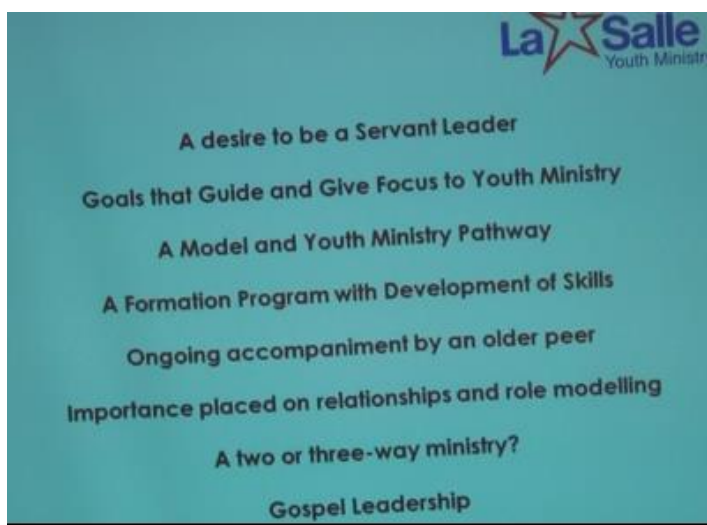 La Salle
Youth Ministr
A desire to be a Servant Leader
Goals that Guide and Give Focus to Youth Ministry
A Model and Youth Ministry Pathway
A Formation Program with Development of Skills
Ongoing accompaniment by an older peer
Importance placed on relationships and role modelling
A two or three-way ministry?
Gospel Leadership